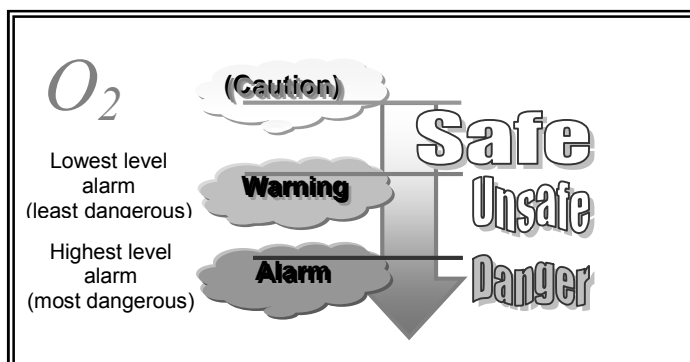 O2
(Caution)
Safe
Lowest level
alarm
(least dangerous)
Warning
Unsafe
Highest level
alarm
(most dangerous)
Alarm
Danger